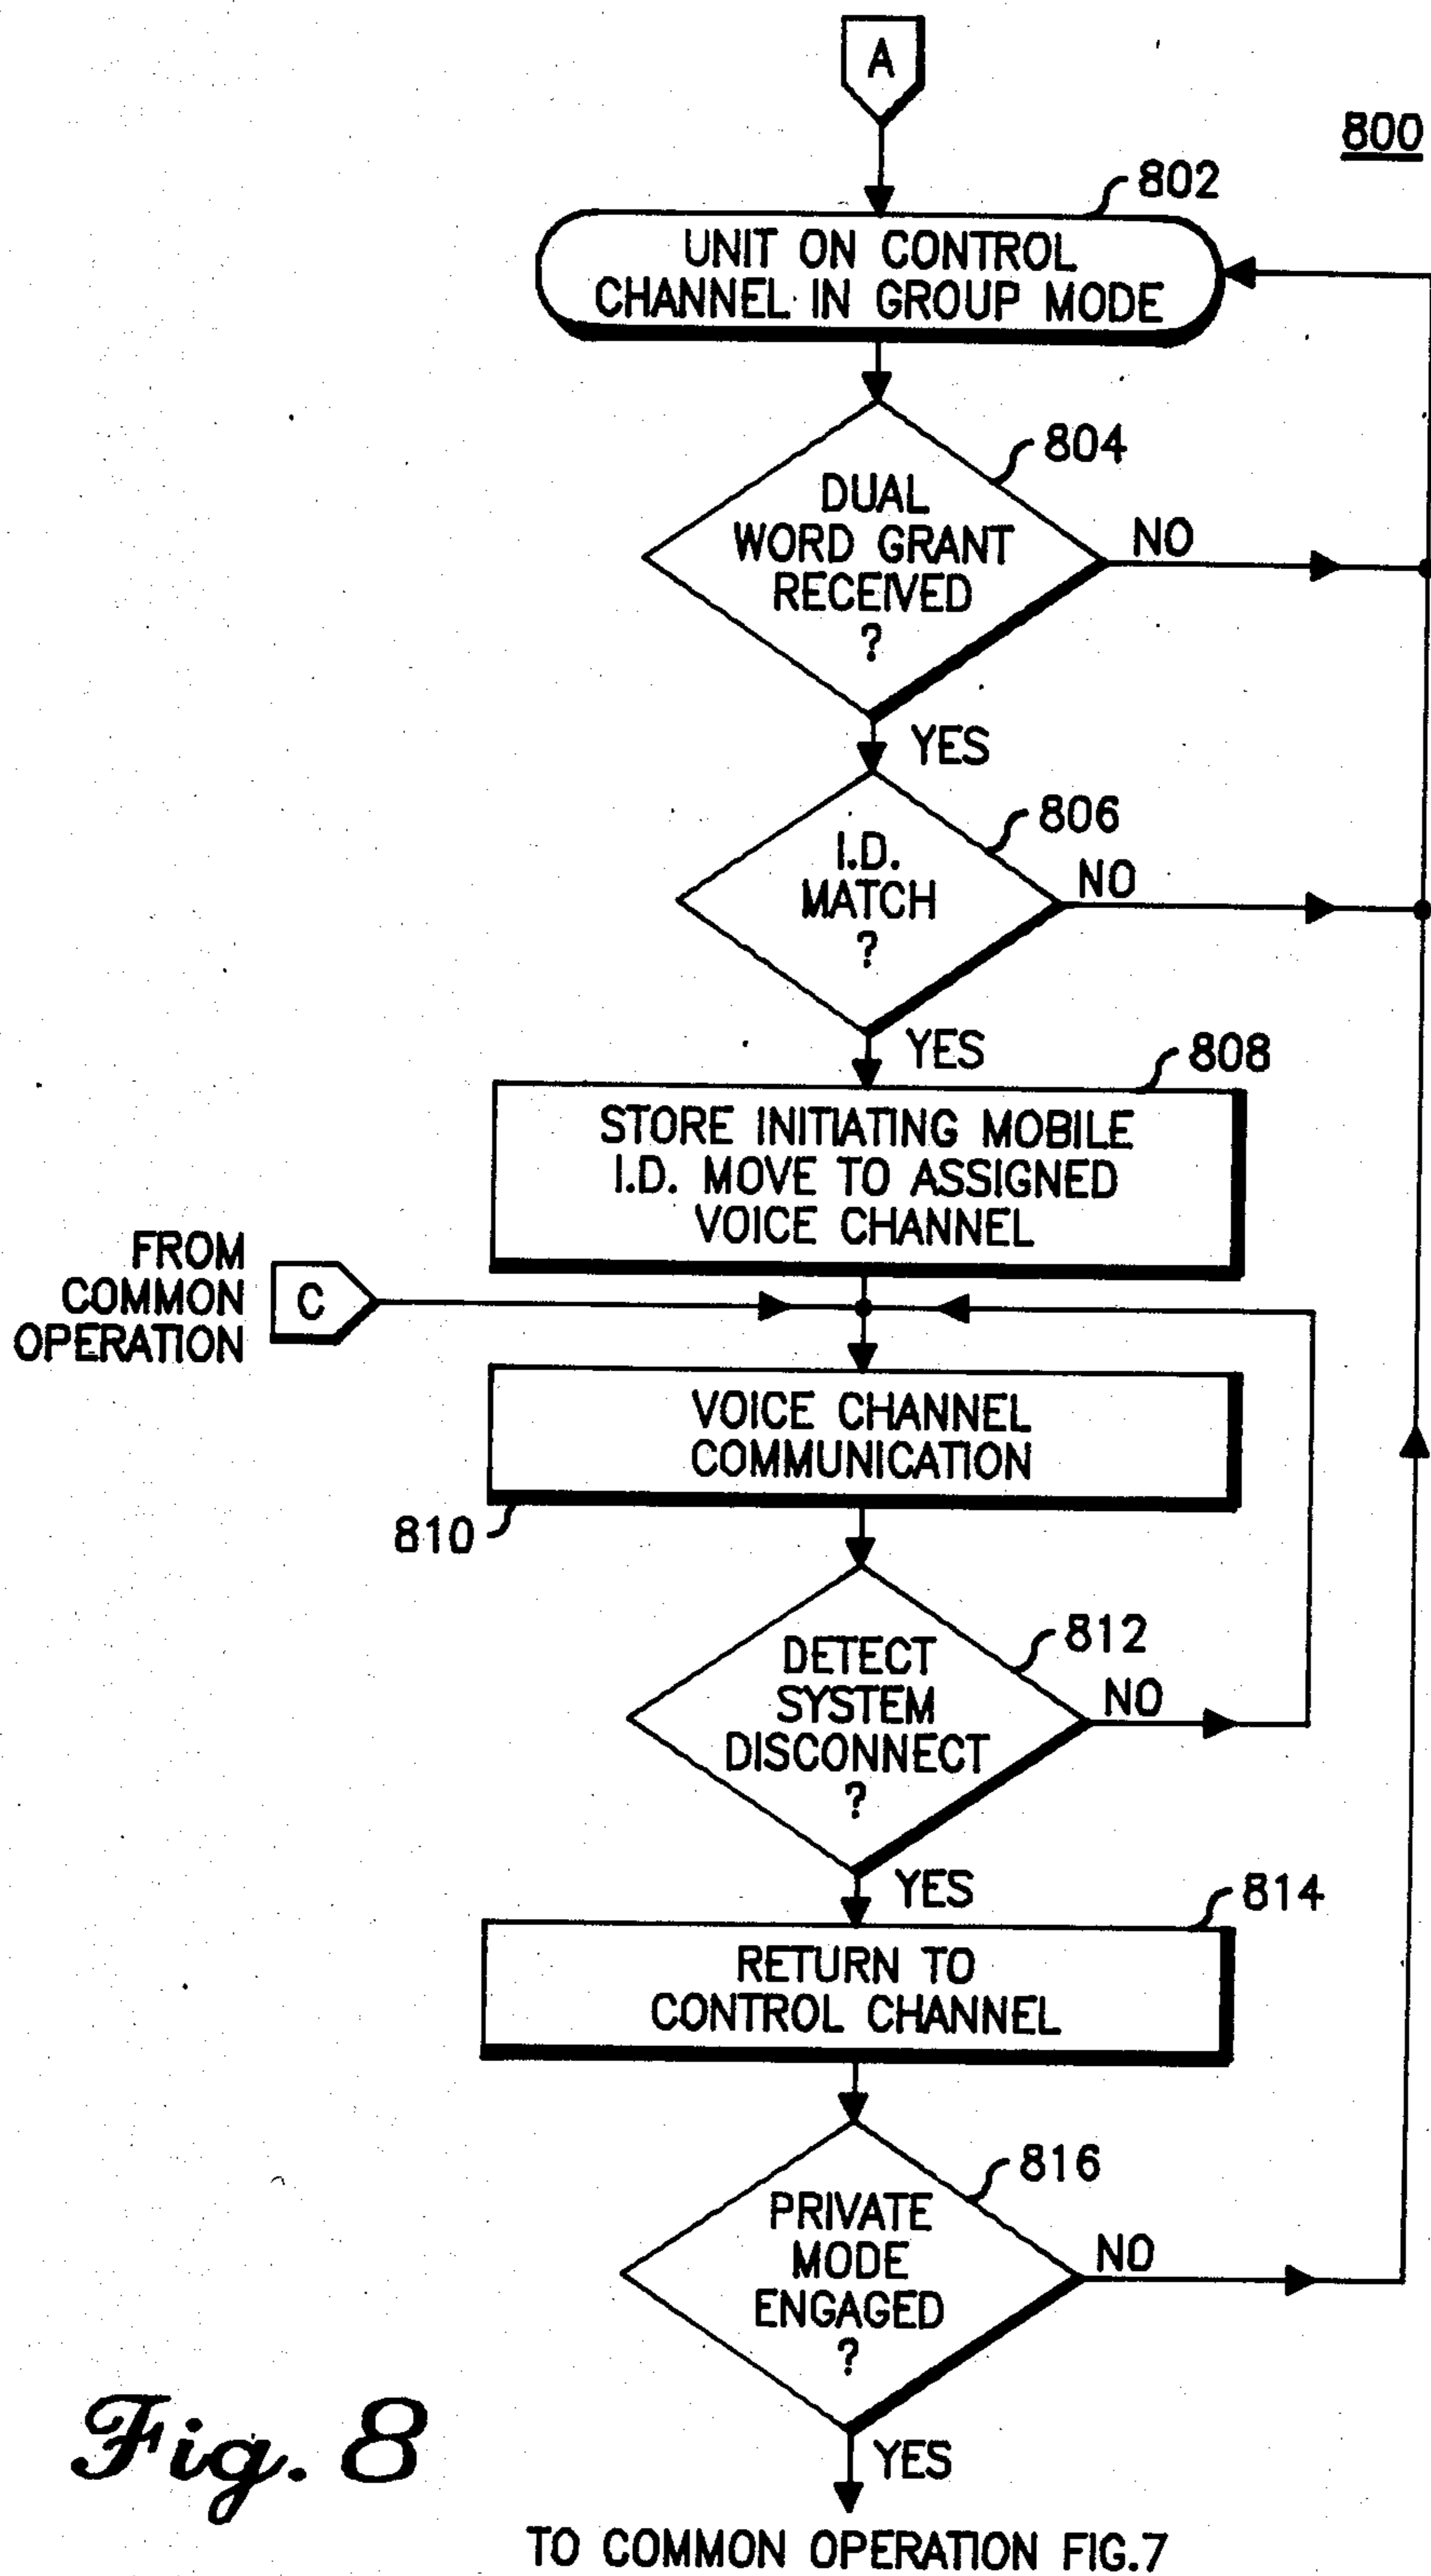 A
800
802
UNIT ON CONTROL
CHANNEL IN GROUP MODE
804
DUAL
WORD GRANT
RECEIVED
?
NO
YES
806
I.D.
MATCH
?
NO
YES
808
STORE INITIATING MOBILE
I.D. MOVE TO ASSIGNED
VOICE CHANNEL
FROM
COMMON
OPERATION
C
VOICE CHANNEL
COMMUNICATION
810
812
DETECT
SYSTEM
DISCONNECT
?
NO
YES
814
RETURN TO
CONTROL CHANNEL
816
PRIVATE
MODE
ENGAGED
?
NO
YES
Fig. 8
TO COMMON OPERATION FIG.7